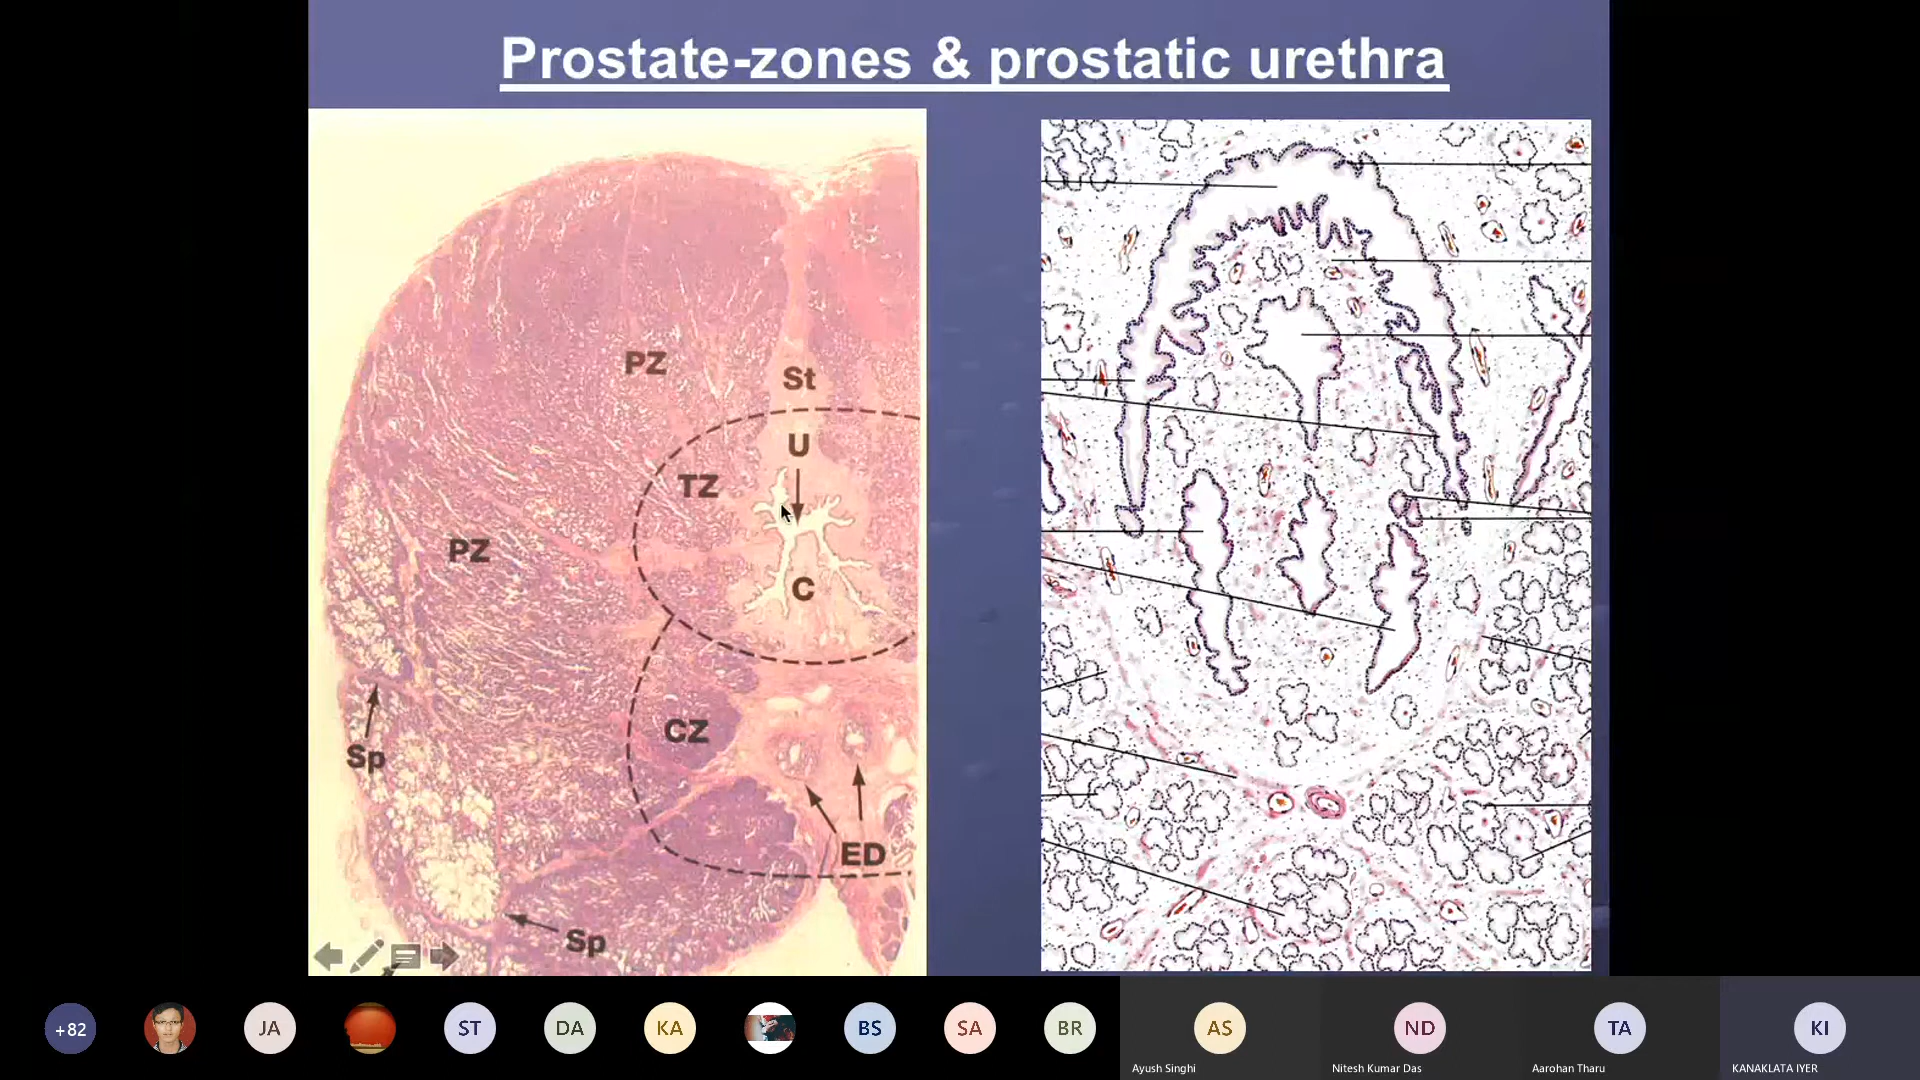 Prostate-zones & prostatic urethra
PZ
St
U
TZ
PZ
C
CZ
Sp
ED
Sp
+82
JA
ST
DA
KA
BS
SA
BR
AS
ND
TA
KI
Ayush Singhi
Nitesh Kumar Das
Aarohan Tharu
KANAKLATA IYER